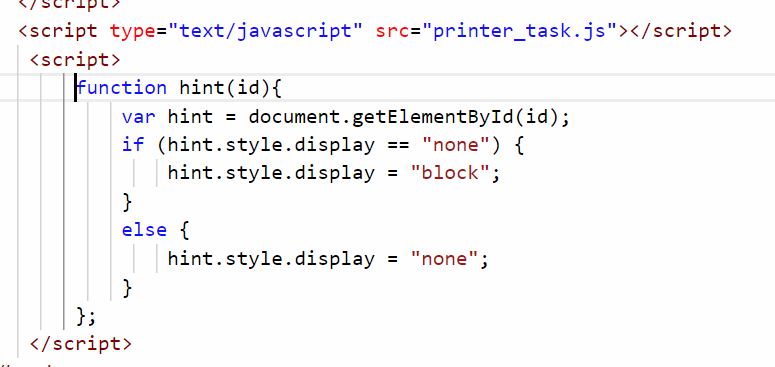 </script>
<script type="text/javascript" src="printer_task.js"></script>
<script>
function hint(id){
var hint = document.getElementById(id);
if (hint.style.display == "none") {
hint.style.display = "block";
}
else {
hint.style.display = "none";
}
};
</script>